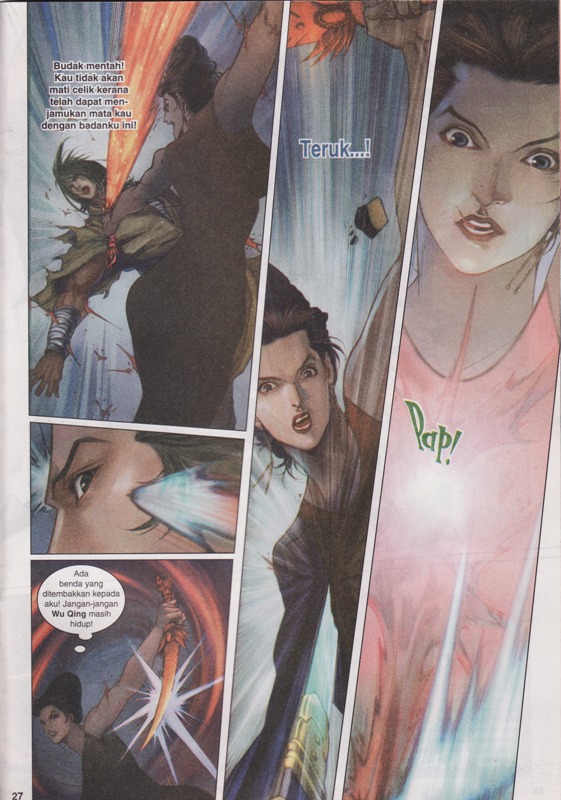 Budak mentah!
Kau tidak akan
mati celik kerana
telah dapat men-
jamukan mata kau
dengan badanku ini!
Ada
benda yang
ditembakkan kepada
aku! Jangan-jangan
Wu Qing masih
hidup!
Teruk...!
Pap!
27